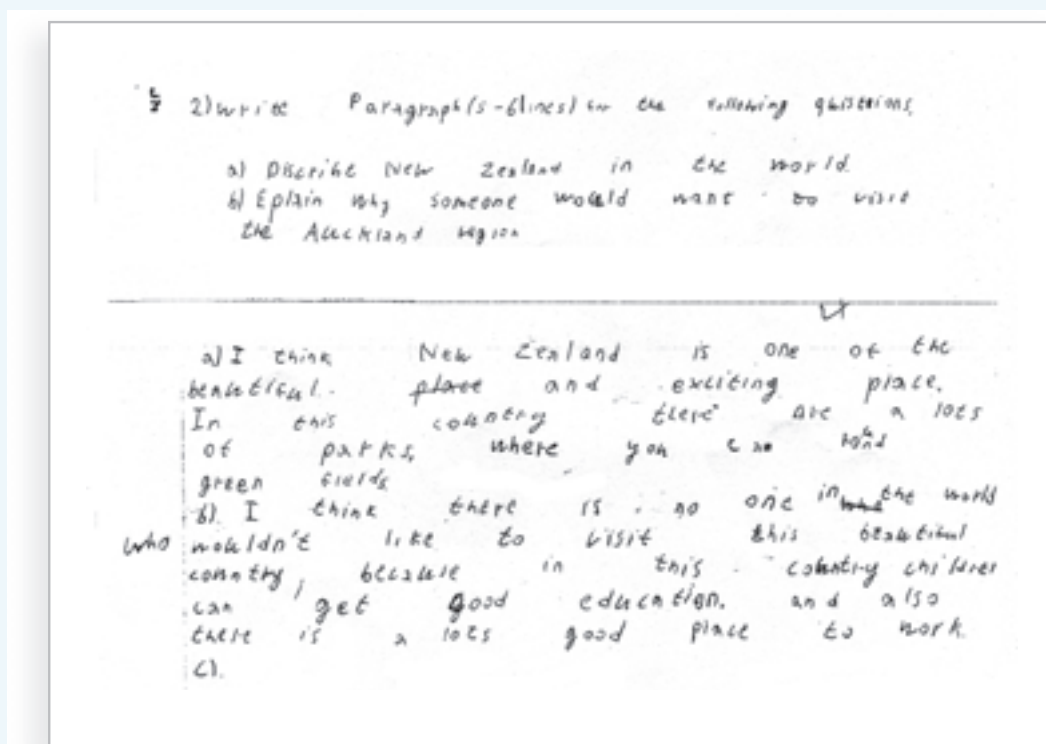 2) write Paragraph (5-6lines) for the following quistions,
a) Discribe New Zealand in the world.
b) Eplain why someone would want to visit
the Auckland region
a) I think New Zealand is one of the
beautiful. place and exciting place.
In this country there are a lots
of parks, where you can
green fields
b). I think there is no one in the world
who wouldn't like to visit this beautiful
country, because in this country children
can get good education. and also
there is a lots good place to work.
c).